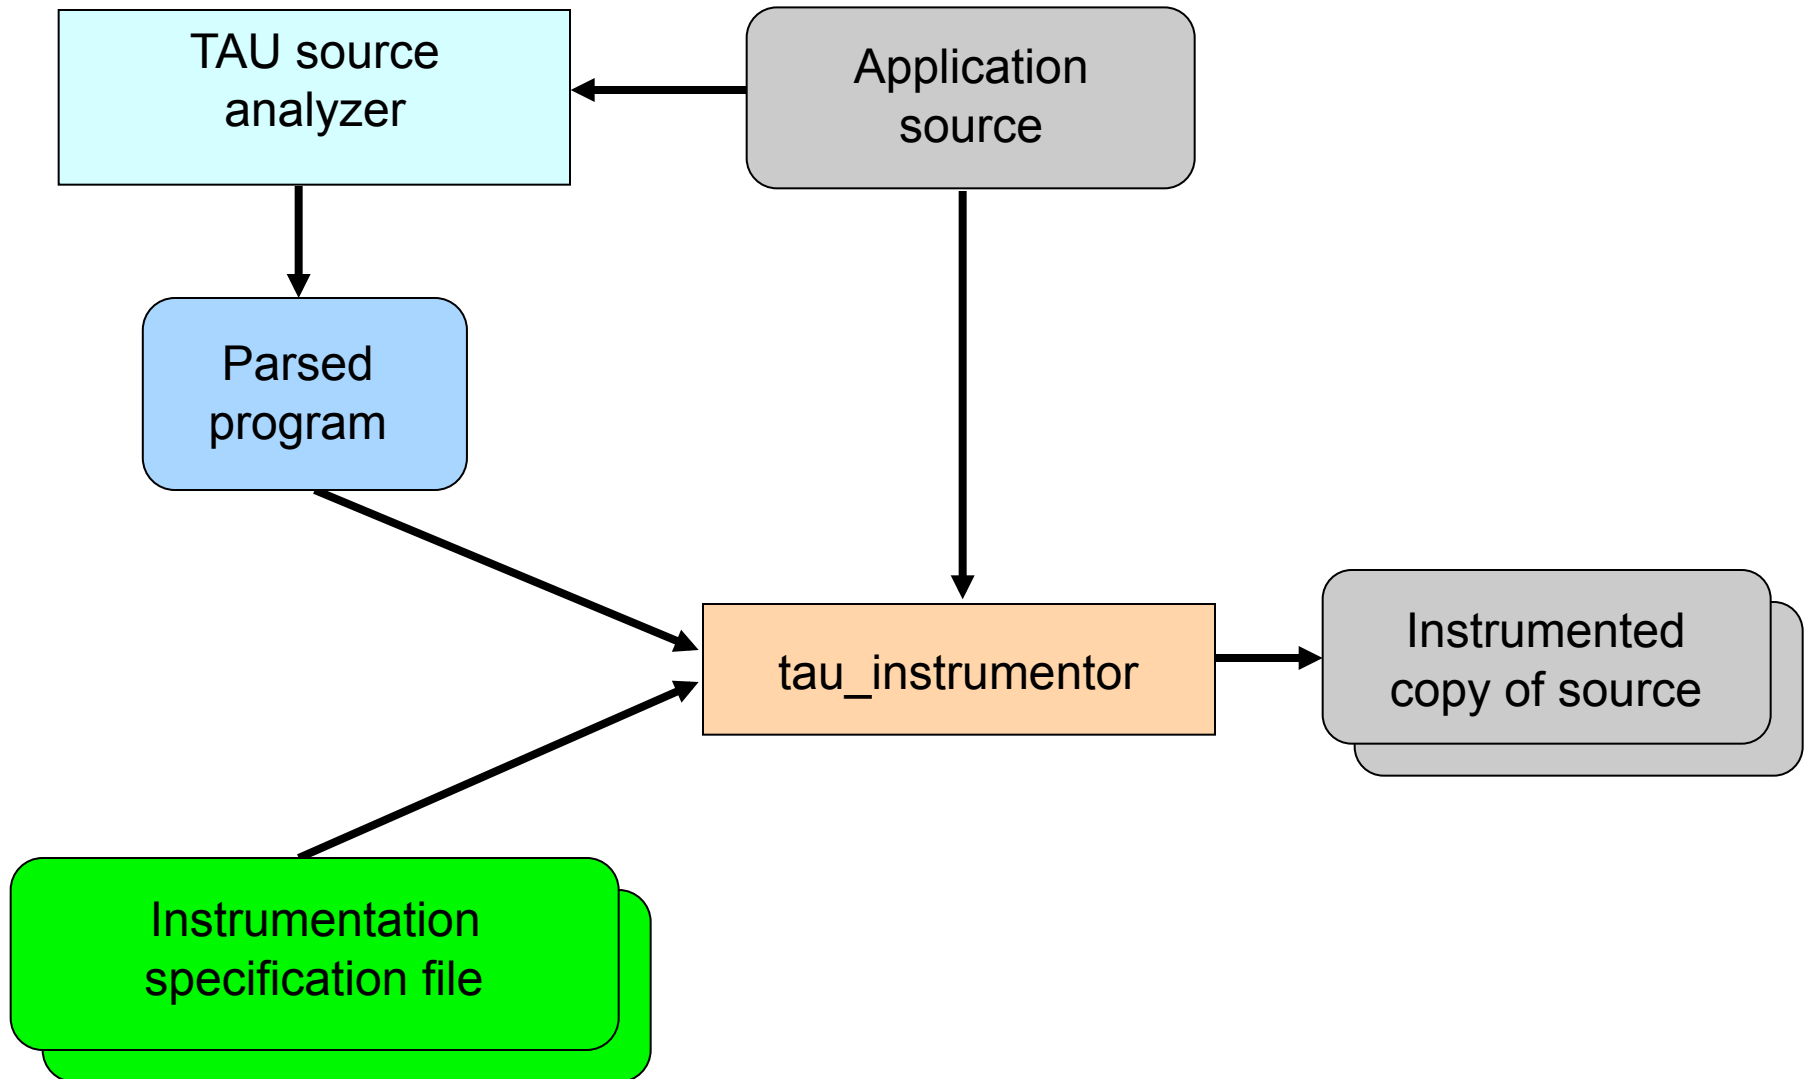 TAU source
analyzer
Application
source
Parsed
program
tau_instrumentor
Instrumented
copy of source
Instrumentation
specification file